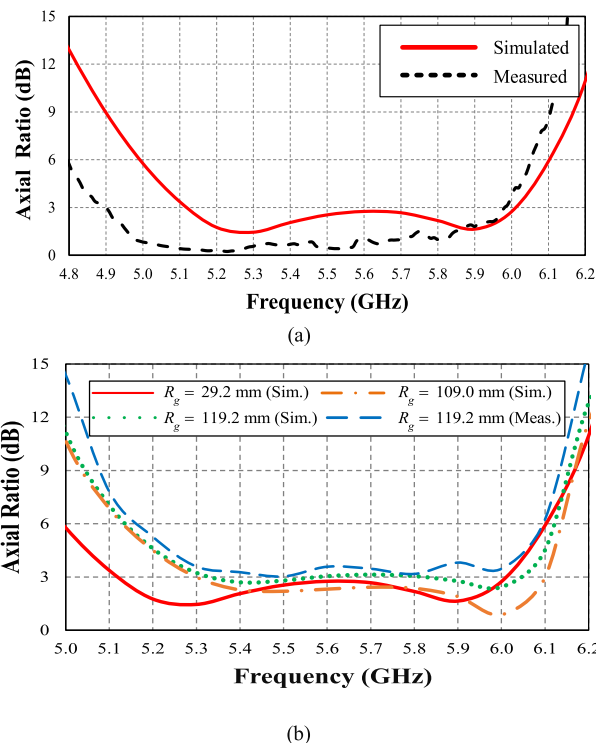 15
12
9
6
3
0
Axial Ratio (dB)
Simulated
Measured
4.8 4.9 5.0 5.1 5.2 5.3 5.4 5.5 5.6 5.7 5.8 5.9 6.0 6.1 6.2
Frequency (GHz)
(a)
15
12
9
6
3
0
Axial Ratio (dB)
Rg = 29.2 mm (Sim.) Rg = 109.0 mm (Sim.)
Rg = 119.2 mm (Sim.) Rg = 119.2 mm (Meas.)
5.0 5.1 5.2 5.3 5.4 5.5 5.6 5.7 5.8 5.9 6.0 6.1 6.2
Frequency (GHz)
(b)